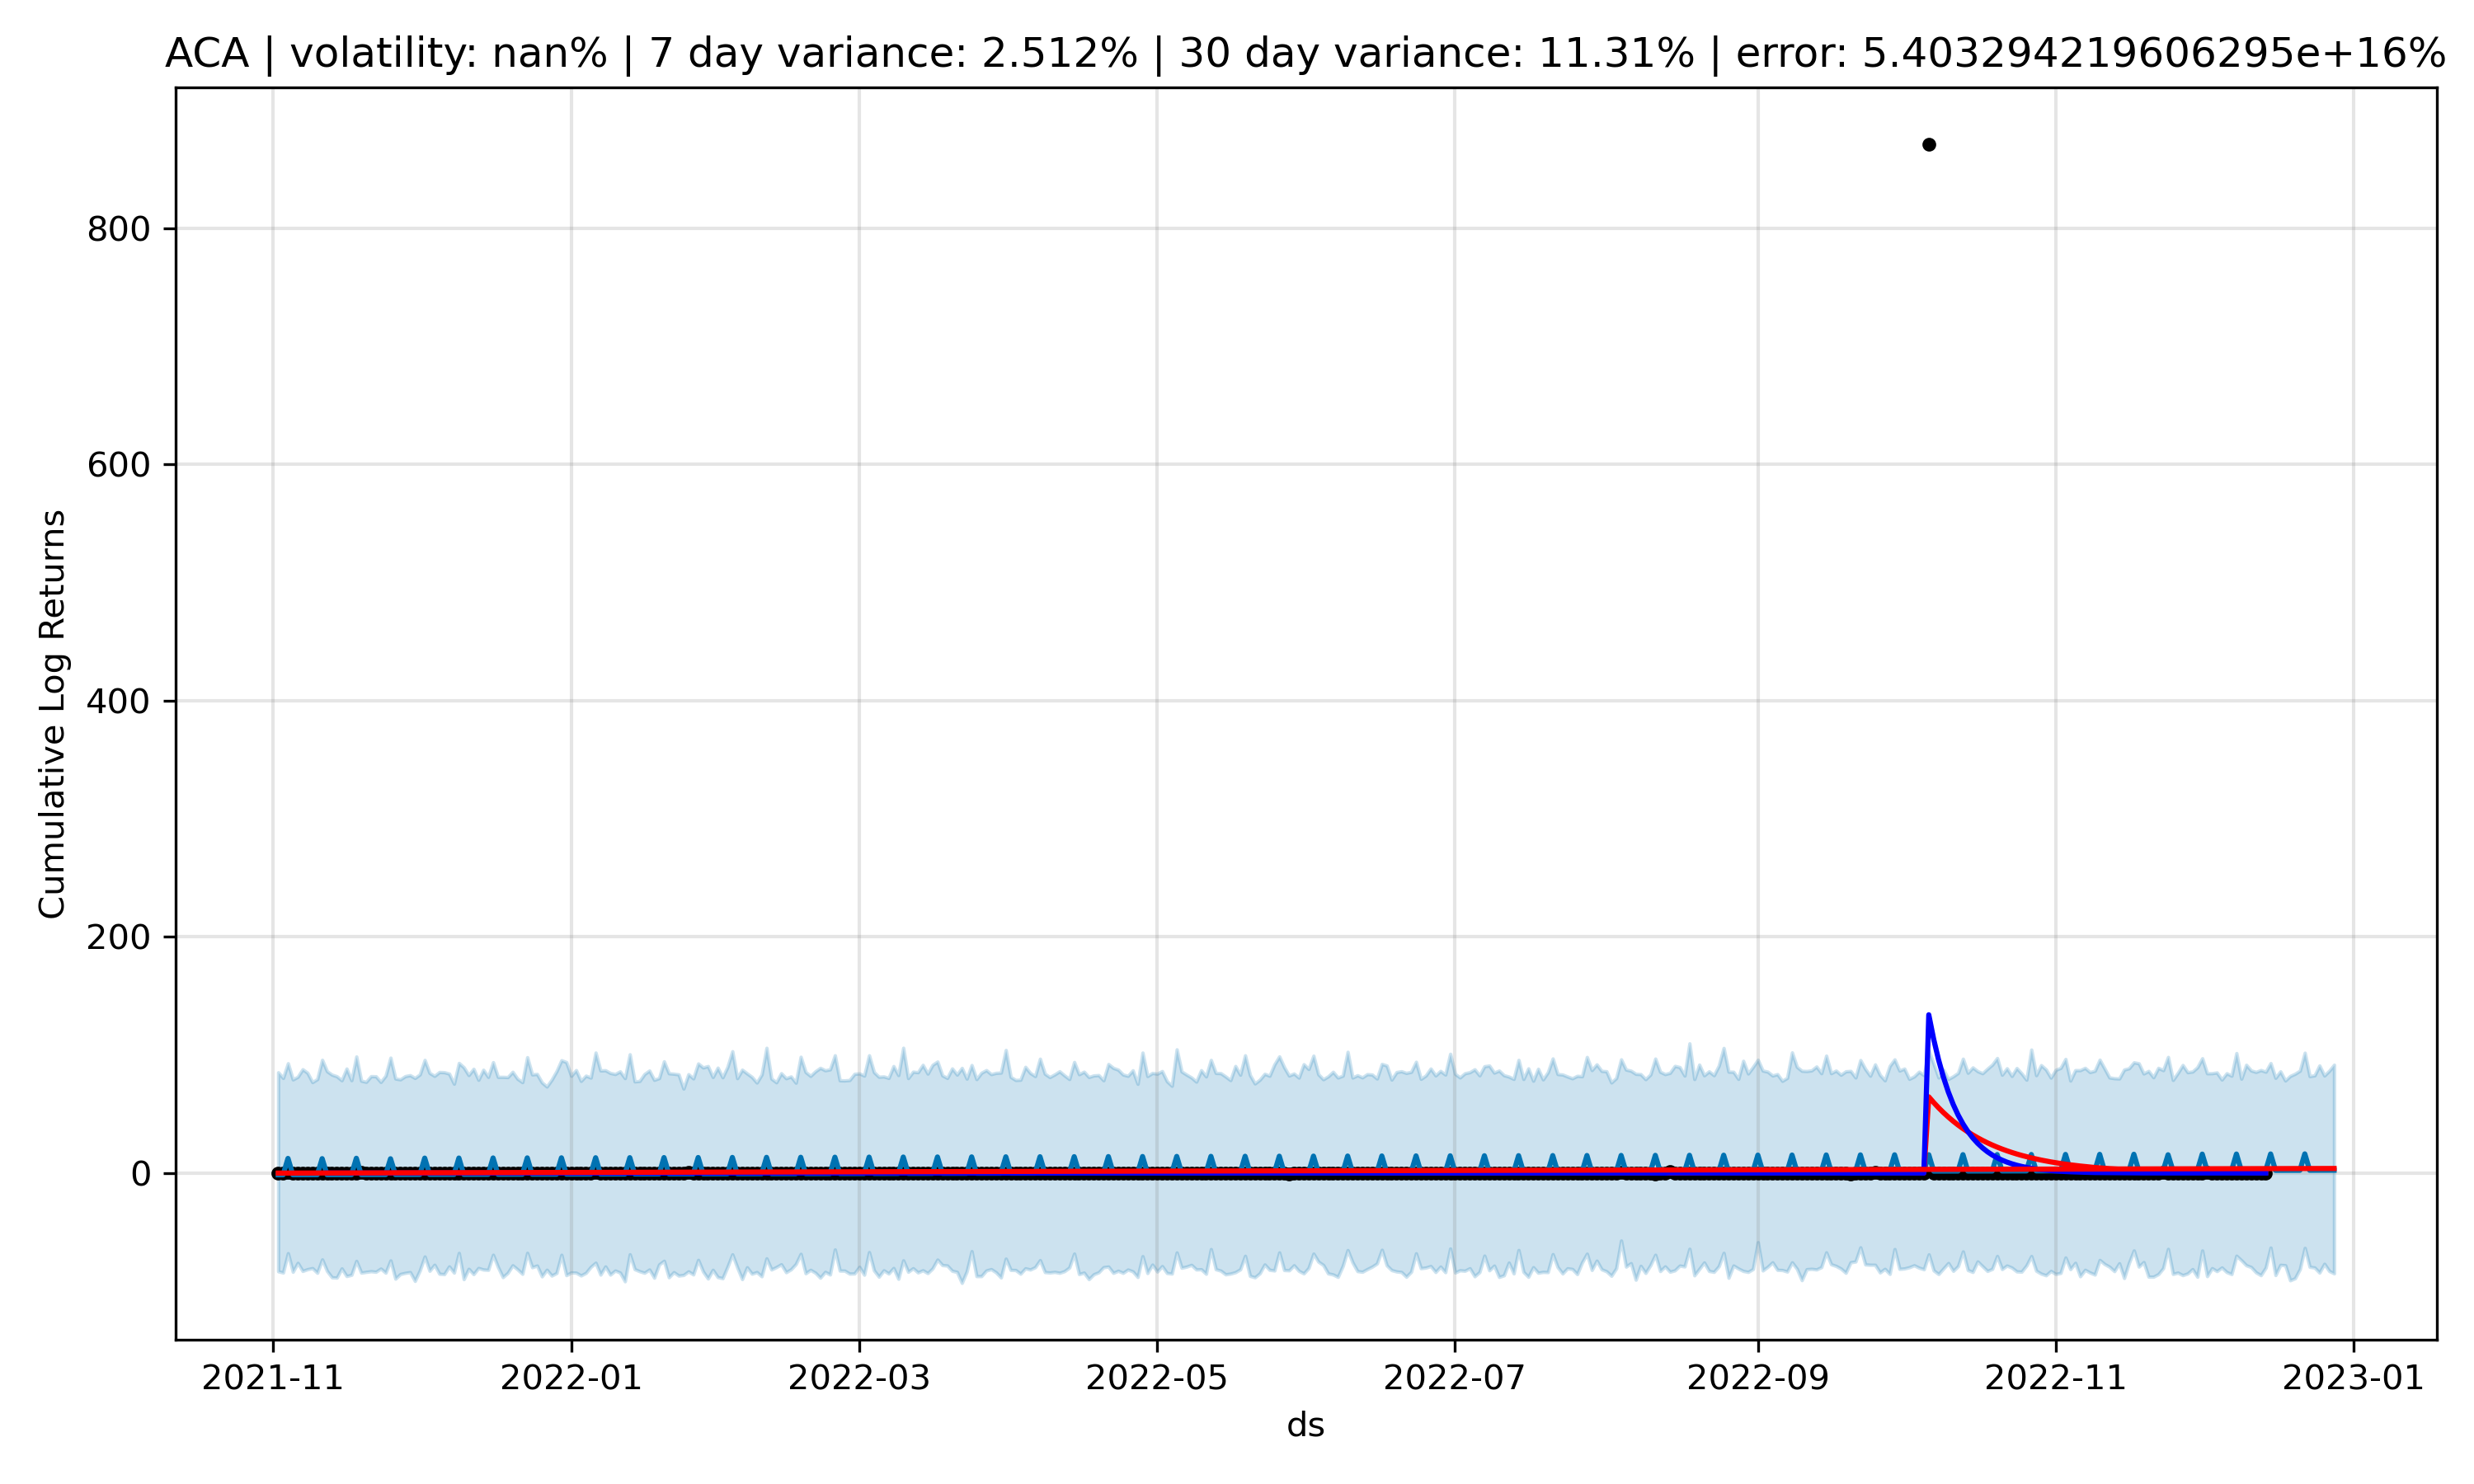 ACA | volatility: nan% | 7 day variance: 2.512% | 30 day variance: 11.31% | error: 5.403294219606295e+16%
800
600
400
200
0
Cumulative Log Returns
2021-11 2022-01 2022-03 2022-05 2022-07 2022-09 2022-11 2023-01
ds